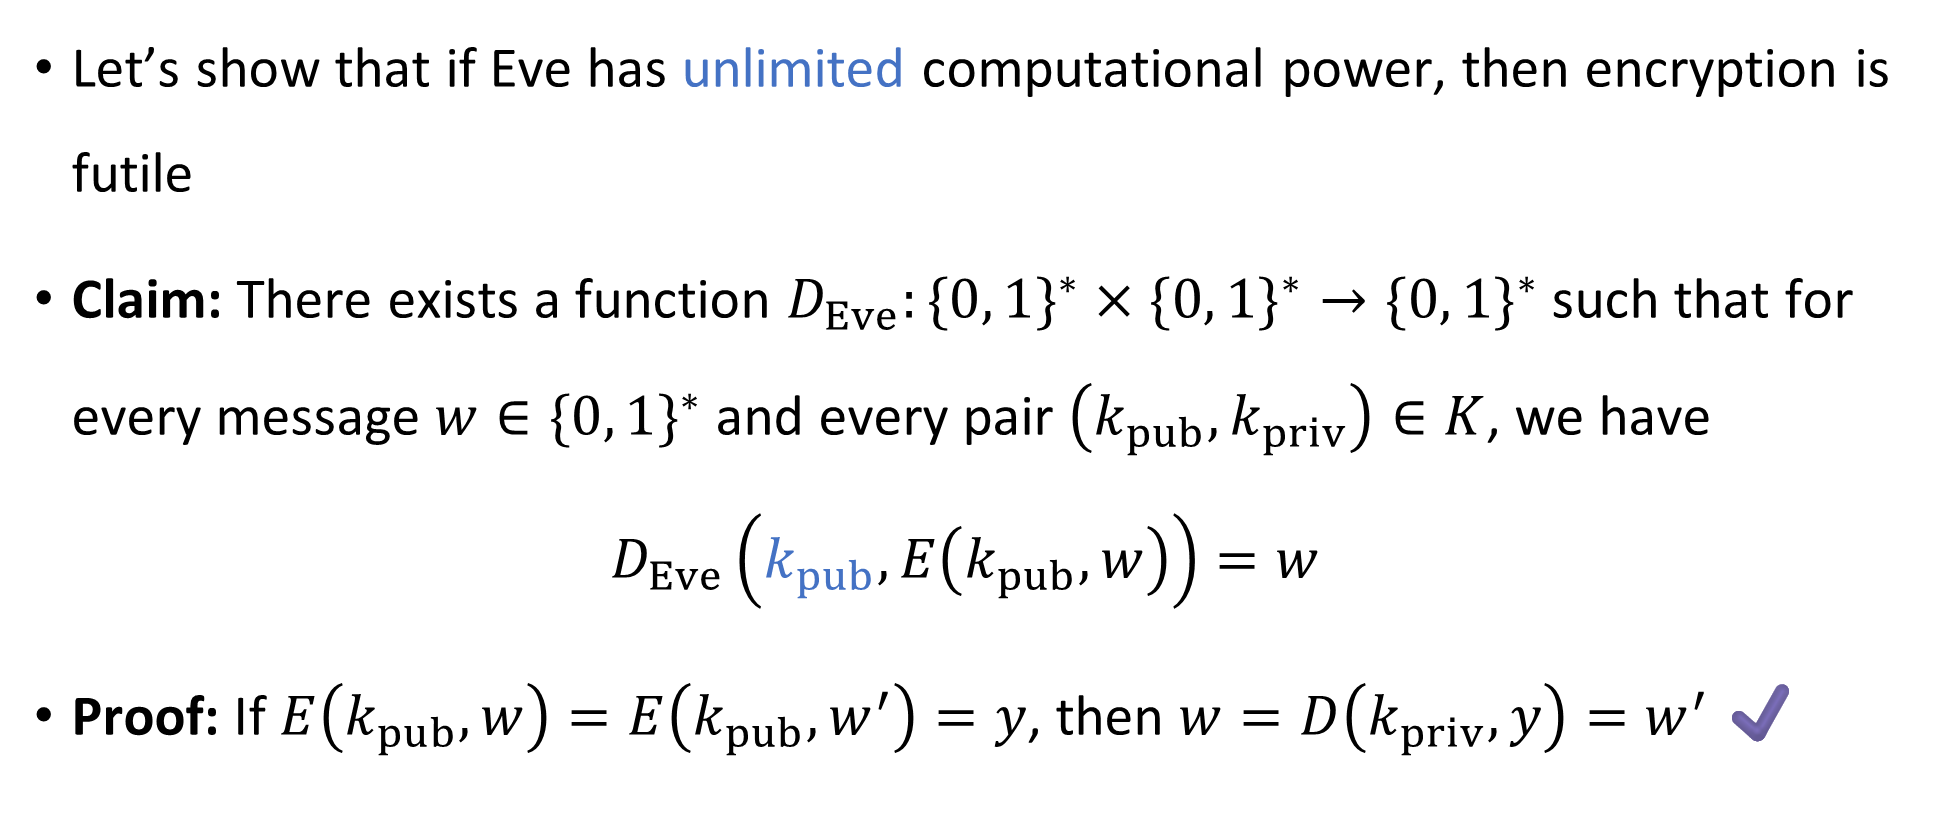 • Let’s show that if Eve has unlimited computational power, then encryption is
futile
• Claim: There exists a function D_Eve: {0, 1}* × {0, 1}* → {0, 1}* such that for
every message w ∈ {0, 1}* and every pair (k_pub, k_priv) ∈ K, we have
D_Eve (k_pub, E(k_pub, w)) = w
• Proof: If E(k_pub, w) = E(k_pub, w′) = y, then w = D(k_priv, y) = w′ ✔